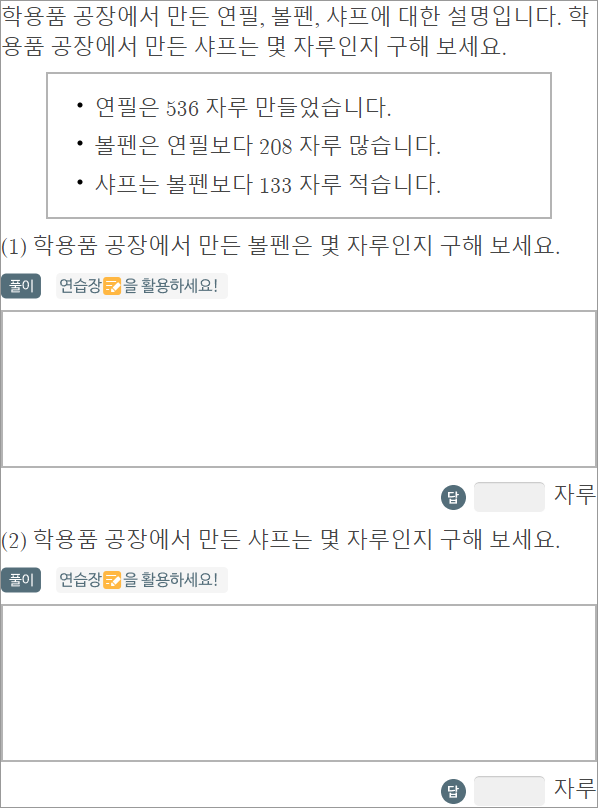 학용품 공장에서 만든 연필, 볼펜, 샤프에 대한 설명입니다. 학
용품 공장에서 만든 샤프는 몇 자루인지 구해 보세요.
• 연필은 536 자루 만들었습니다.
• 볼펜은 연필보다 208 자루 많습니다.
• 샤프는 볼펜보다 133 자루 적습니다.
(1) 학용품 공장에서 만든 볼펜은 몇 자루인지 구해 보세요.
풀이 연습장을 활용하세요!
답 자루
(2) 학용품 공장에서 만든 샤프는 몇 자루인지 구해 보세요.
풀이 연습장을 활용하세요!
답 자루